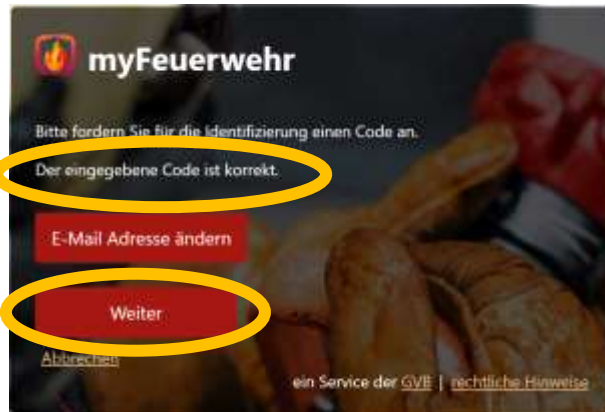 myFeuerwehr
Bitte fordern Sie für die Identifizierung einen Code an.
Der eingegebene Code ist korrekt.
E-Mail Adresse ändern
Weiter
Abbrechen
ein Service der GVB | rechtliche Hinweise